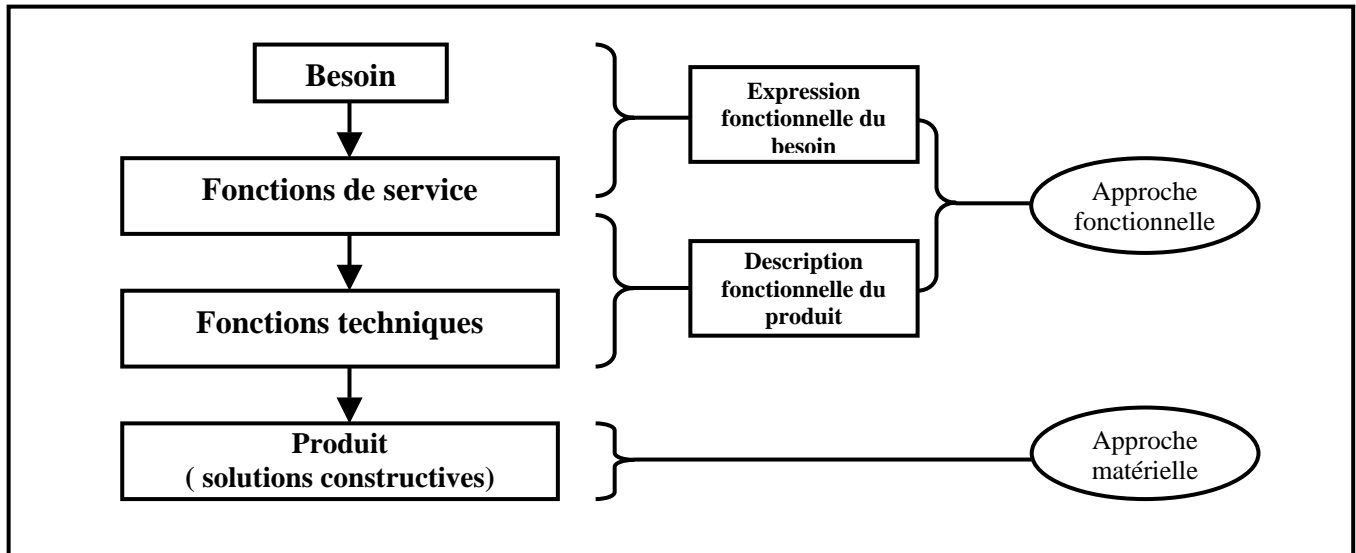 Besoin
Fonctions de service
Fonctions techniques
Produit
( solutions constructives)
Expression
fonctionnelle du
besoin
Description
fonctionnelle du
produit
Approche
fonctionnelle
Approche
matérielle